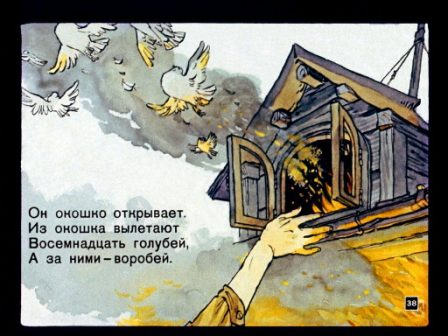 Он окошко открывает.
Из окошка вылетают
Восемнадцать голубей,
А за ними – воробей.
38